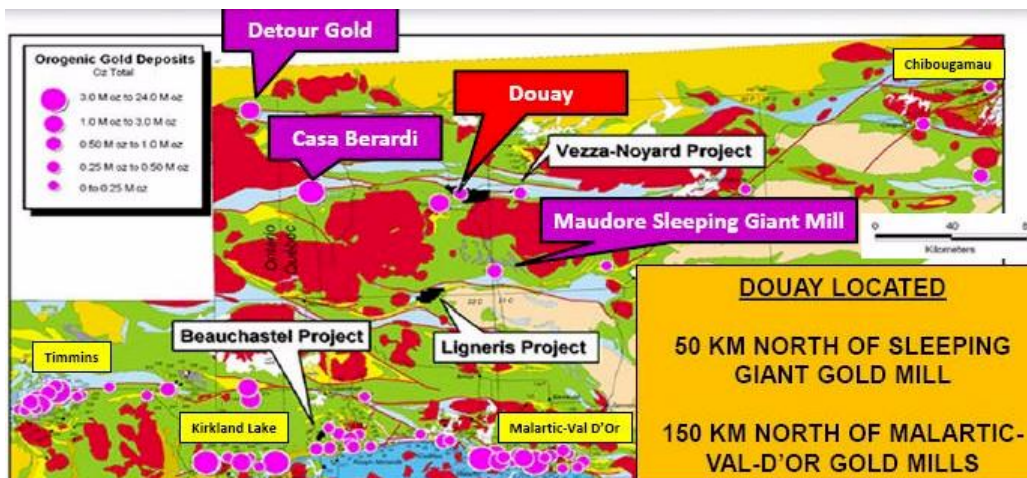 Detour Gold
Orogenic Gold Deposits
Oz Total
3.0 M oz to 24.0 M oz
1.0 M oz to 3.0 M oz
0.50 M oz to 1.0 M oz
0.25 M oz to 0.50 M oz
0 to 0.25 M oz
Chibougamau
Douay
Casa Berardi
Vezza-Noyard Project
Maudore Sleeping Giant Mill
Ontario
Quebec
0 40
Kilometers
Beauchastel Project
Ligneris Project
Timmins
Kirkland Lake
Malartic-Val D'Or
DOUAY LOCATED
50 KM NORTH OF SLEEPING
GIANT GOLD MILL
150 KM NORTH OF MALARTIC-
VAL-D'OR GOLD MILLS